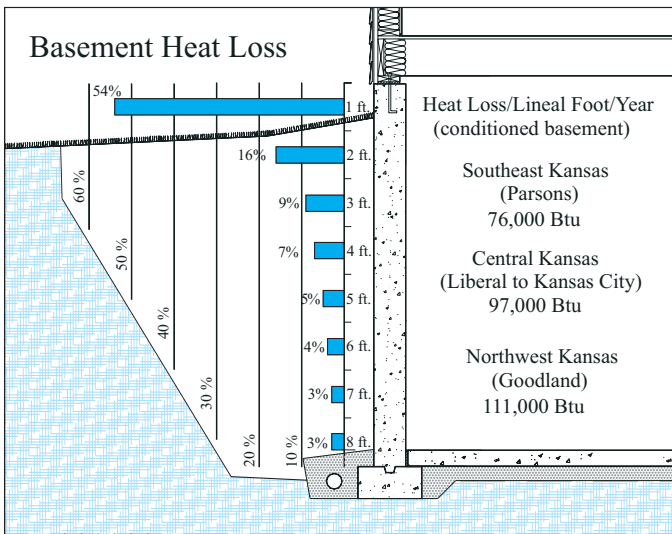 Basement Heat Loss
54%
1 ft.
16%
2 ft.
9%
3 ft.
7%
4 ft.
5%
5 ft.
4%
6 ft.
3%
7 ft.
3%
8 ft.
60 %
50 %
40 %
30 %
20 %
10 %
Heat Loss/Lineal Foot/Year
(conditioned basement)
Southeast Kansas
(Parsons)
76,000 Btu
Central Kansas
(Liberal to Kansas City)
97,000 Btu
Northwest Kansas
(Goodland)
111,000 Btu